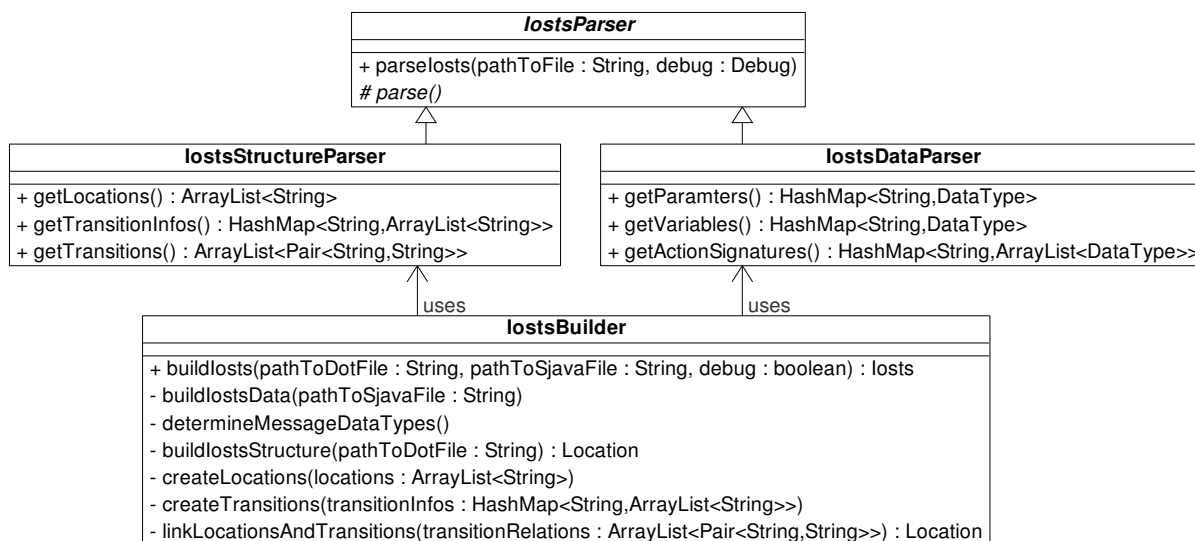 IostsParser
+ parseIosts(pathToFile : String, debug : Debug)
# parse()
IostsStructureParser
+ getLocations() : ArrayList<String>
+ getTransitionInfos() : HashMap<String,ArrayList<String>>
+ getTransitions() : ArrayList<Pair<String,String>>
IostsDataParser
+ getParamters() : HashMap<String,DataType>
+ getVariables() : HashMap<String,DataType>
+ getActionSignatures() : HashMap<String,ArrayList<DataType>>
uses
uses
IostsBuilder
+ buildIosts(pathToDotFile : String, pathToSjavaFile : String, debug : boolean) : Iosts
- buildIostsData(pathToSjavaFile : String)
- determineMessageDataTypes()
- buildIostsStructure(pathToDotFile : String) : Location
- createLocations(locations : ArrayList<String>)
- createTransitions(transitionInfos : HashMap<String,ArrayList<String>>)
- linkLocationsAndTransitions(transitionRelations : ArrayList<Pair<String,String>>) : Location